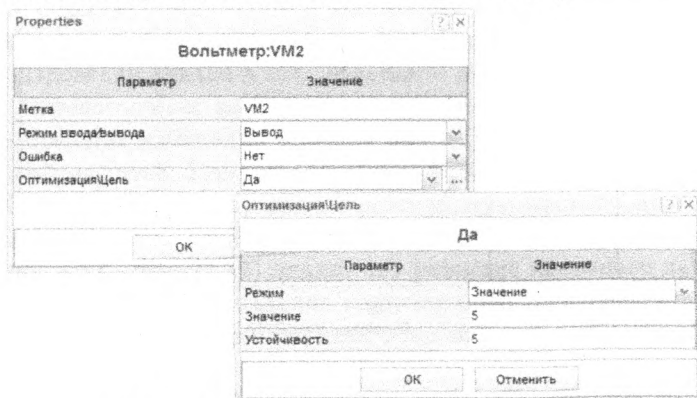 Properties
Вольтметр:VM2
Параметр Значение
Метка VM2
Режим ввода/вывода Вывод
Ошибка Нет
Оптимизация\Цель Да ...
OK
Оптимизация\Цель
Да
Параметр Значение
Режим Значение
Значение 5
Устойчивость 5
OK Отменить